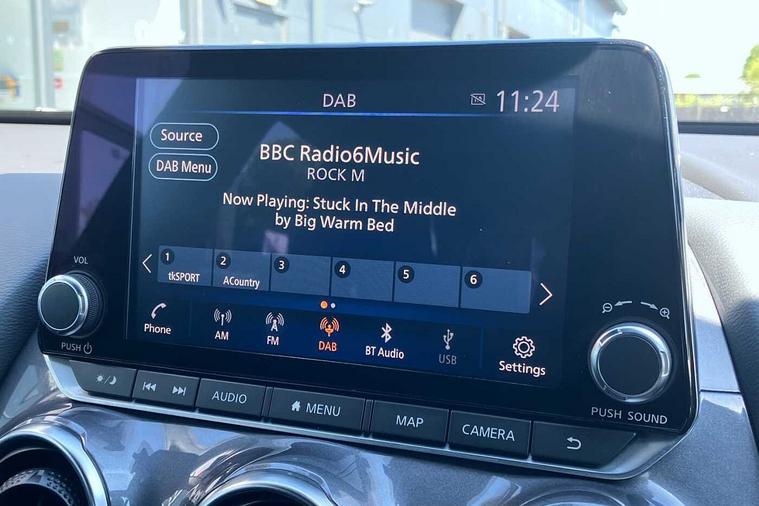 DAB
11:24
Source
DAB Menu
BBC Radio6Music
ROCK M
Now Playing: Stuck In The Middle
by Big Warm Bed
1
tkSPORT
2
ACountry
3
4
5
6
Phone
AM
FM
DAB
BT Audio
USB
Settings
VOL
PUSH
PUSH SOUND
AUDIO
MENU
MAP
CAMERA